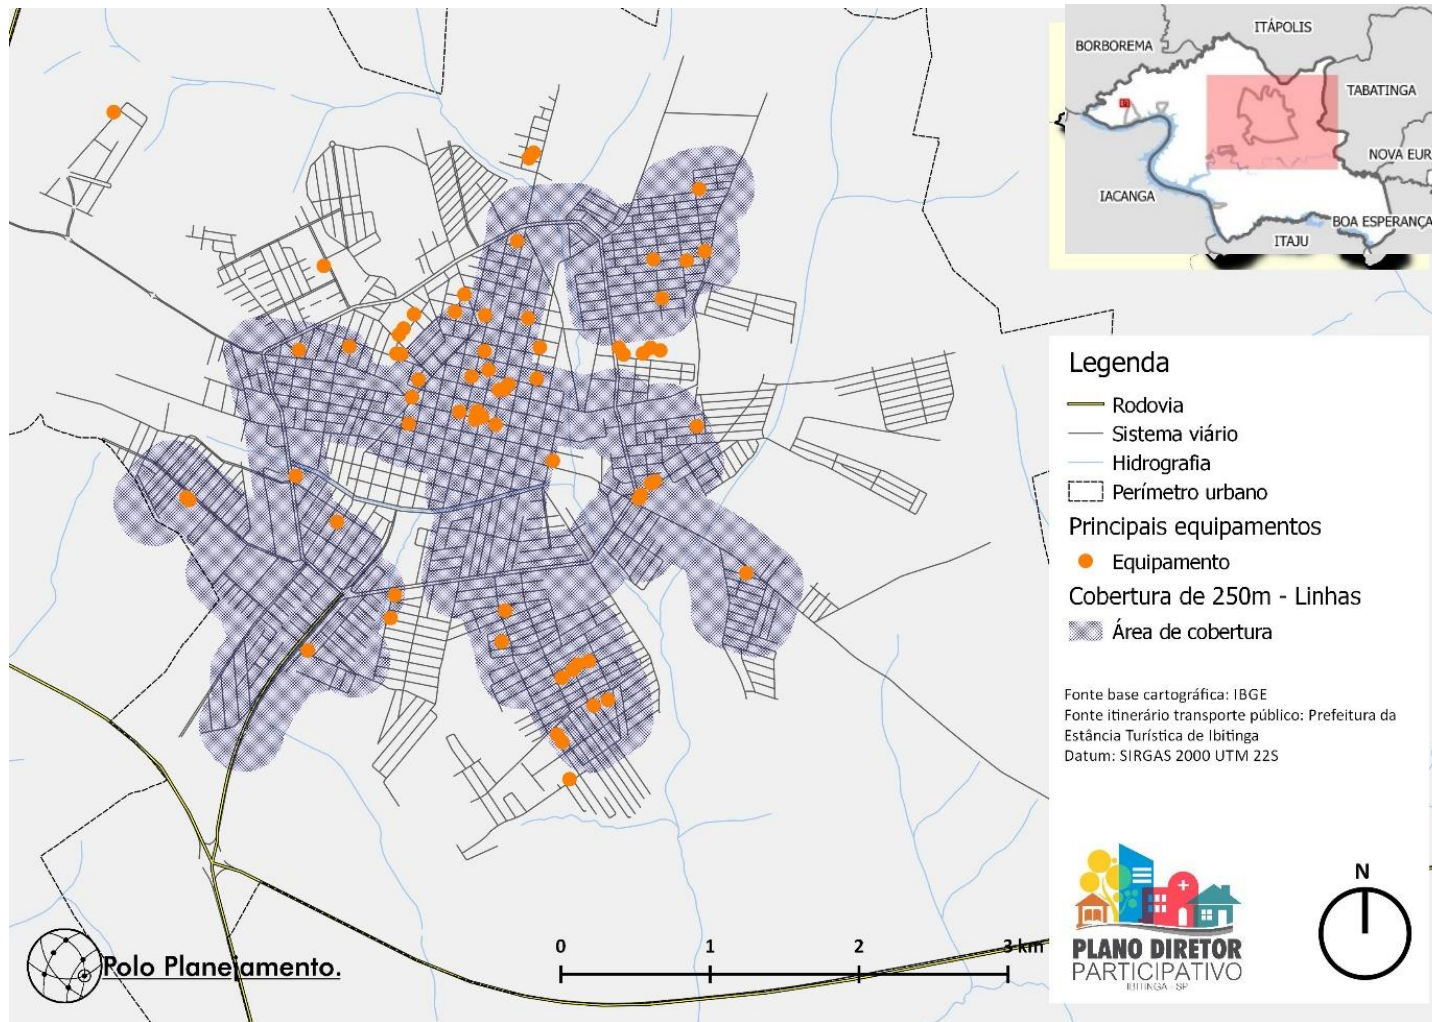 ITÁPOLIS
BORBOREMA
TABATINGA
NOVA EUR
IACANGA
BOA ESPERANÇA
ITAJU
Legenda
Rodovia
Sistema viário
Hidrografia
Perímetro urbano
Principais equipamentos
Equipamento
Cobertura de 250m - Linhas
Área de cobertura
Fonte base cartográfica: IBGE
Fonte itinerário transporte público: Prefeitura da
Estância Turística de Ibitinga
Datum: SIRGAS 2000 UTM 22S
N
PLANO DIRETOR
PARTICIPATIVO
IBITINGA - SP
0 1 2 3 km
Polo Planejamento.